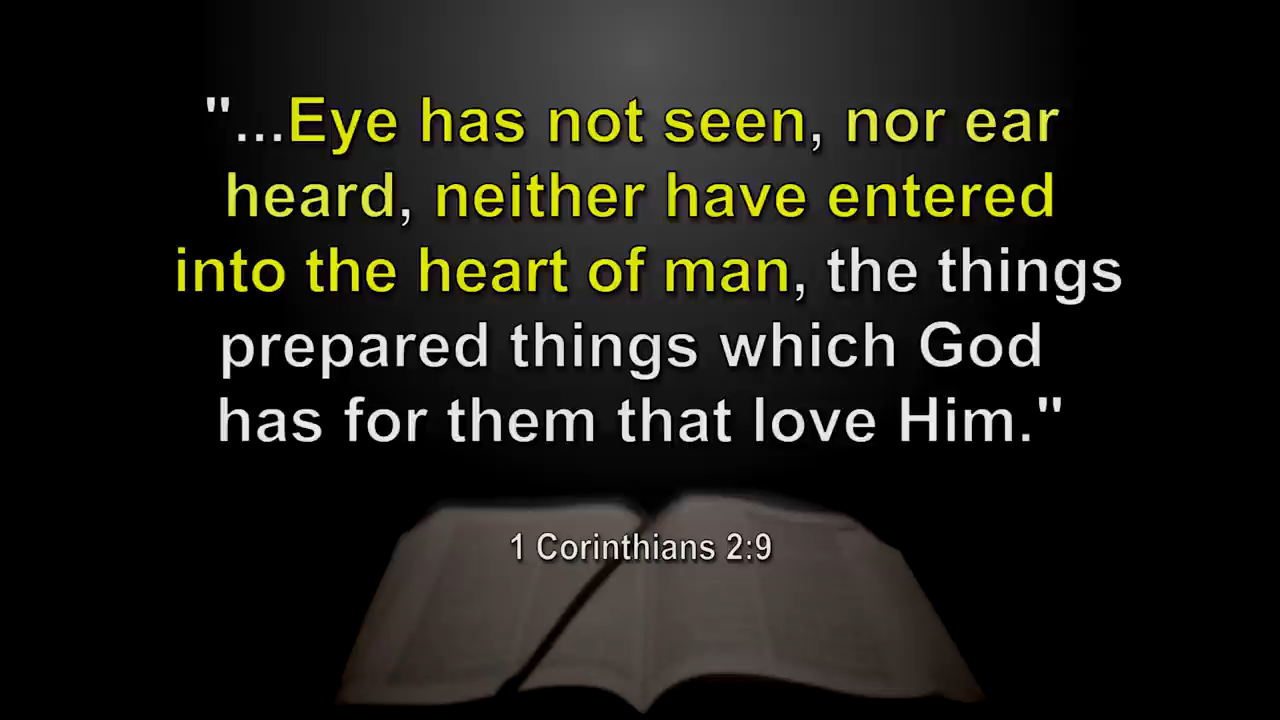 "...Eye has not seen, nor ear
heard, neither have entered
into the heart of man, the things
prepared things which God
has for them that love Him."
1 Corinthians 2:9